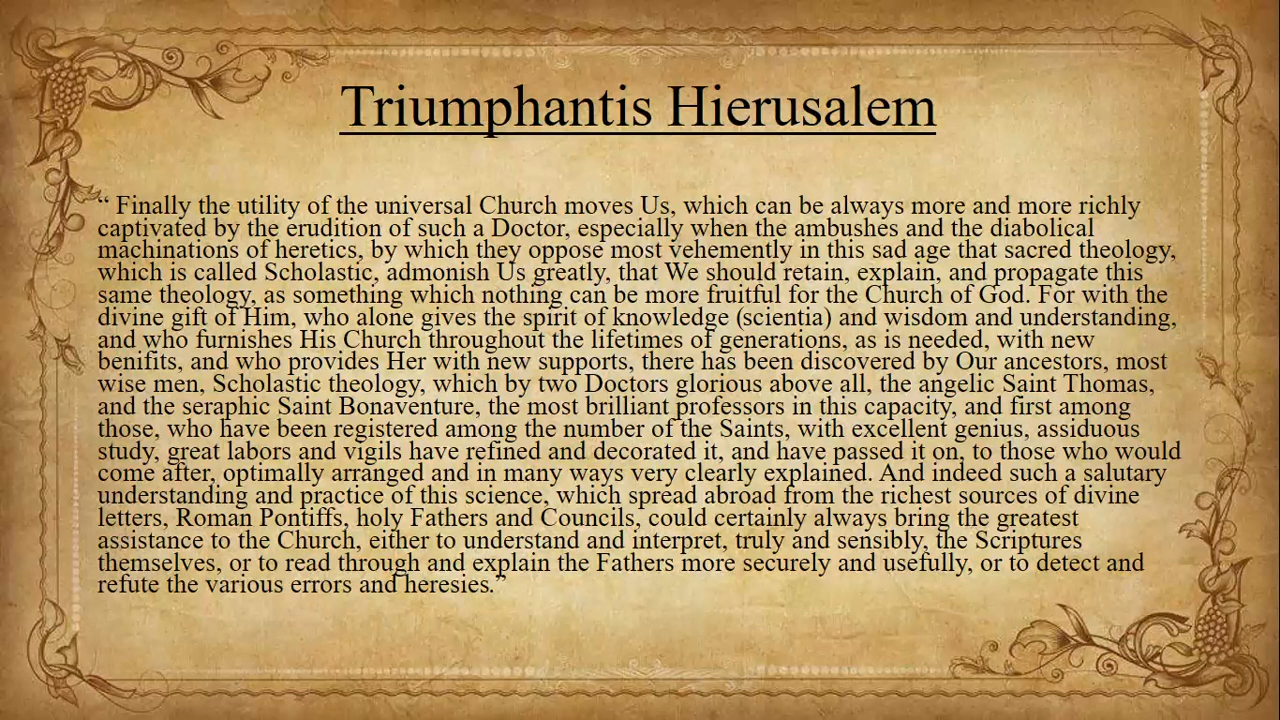 Triumphantis Hierusalem
“ Finally the utility of the universal Church moves Us, which can be always more and more richly
captivated by the erudition of such a Doctor, especially when the ambushes and the diabolical
machinations of heretics, by which they oppose most vehemently in this sad age that sacred theology,
which is called Scholastic, admonish Us greatly, that We should retain, explain, and propagate this
same theology, as something which nothing can be more fruitful for the Church of God. For with the
divine gift of Him, who alone gives the spirit of knowledge (scientia) and wisdom and understanding,
and who furnishes His Church throughout the lifetimes of generations, as is needed, with new
benifits, and who provides Her with new supports, there has been discovered by Our ancestors, most
wise men, Scholastic theology, which by two Doctors glorious above all, the angelic Saint Thomas,
and the seraphic Saint Bonaventure, the most brilliant professors in this capacity, and first among
those, who have been registered among the number of the Saints, with excellent genius, assiduous
study, great labors and vigils have refined and decorated it, and have passed it on, to those who would
come after, optimally arranged and in many ways very clearly explained. And indeed such a salutary
understanding and practice of this science, which spread abroad from the richest sources of divine
letters, Roman Pontiffs, holy Fathers and Councils, could certainly always bring the greatest
assistance to the Church, either to understand and interpret, truly and sensibly, the Scriptures
themselves, or to read through and explain the Fathers more securely and usefully, or to detect and
refute the various errors and heresies.”